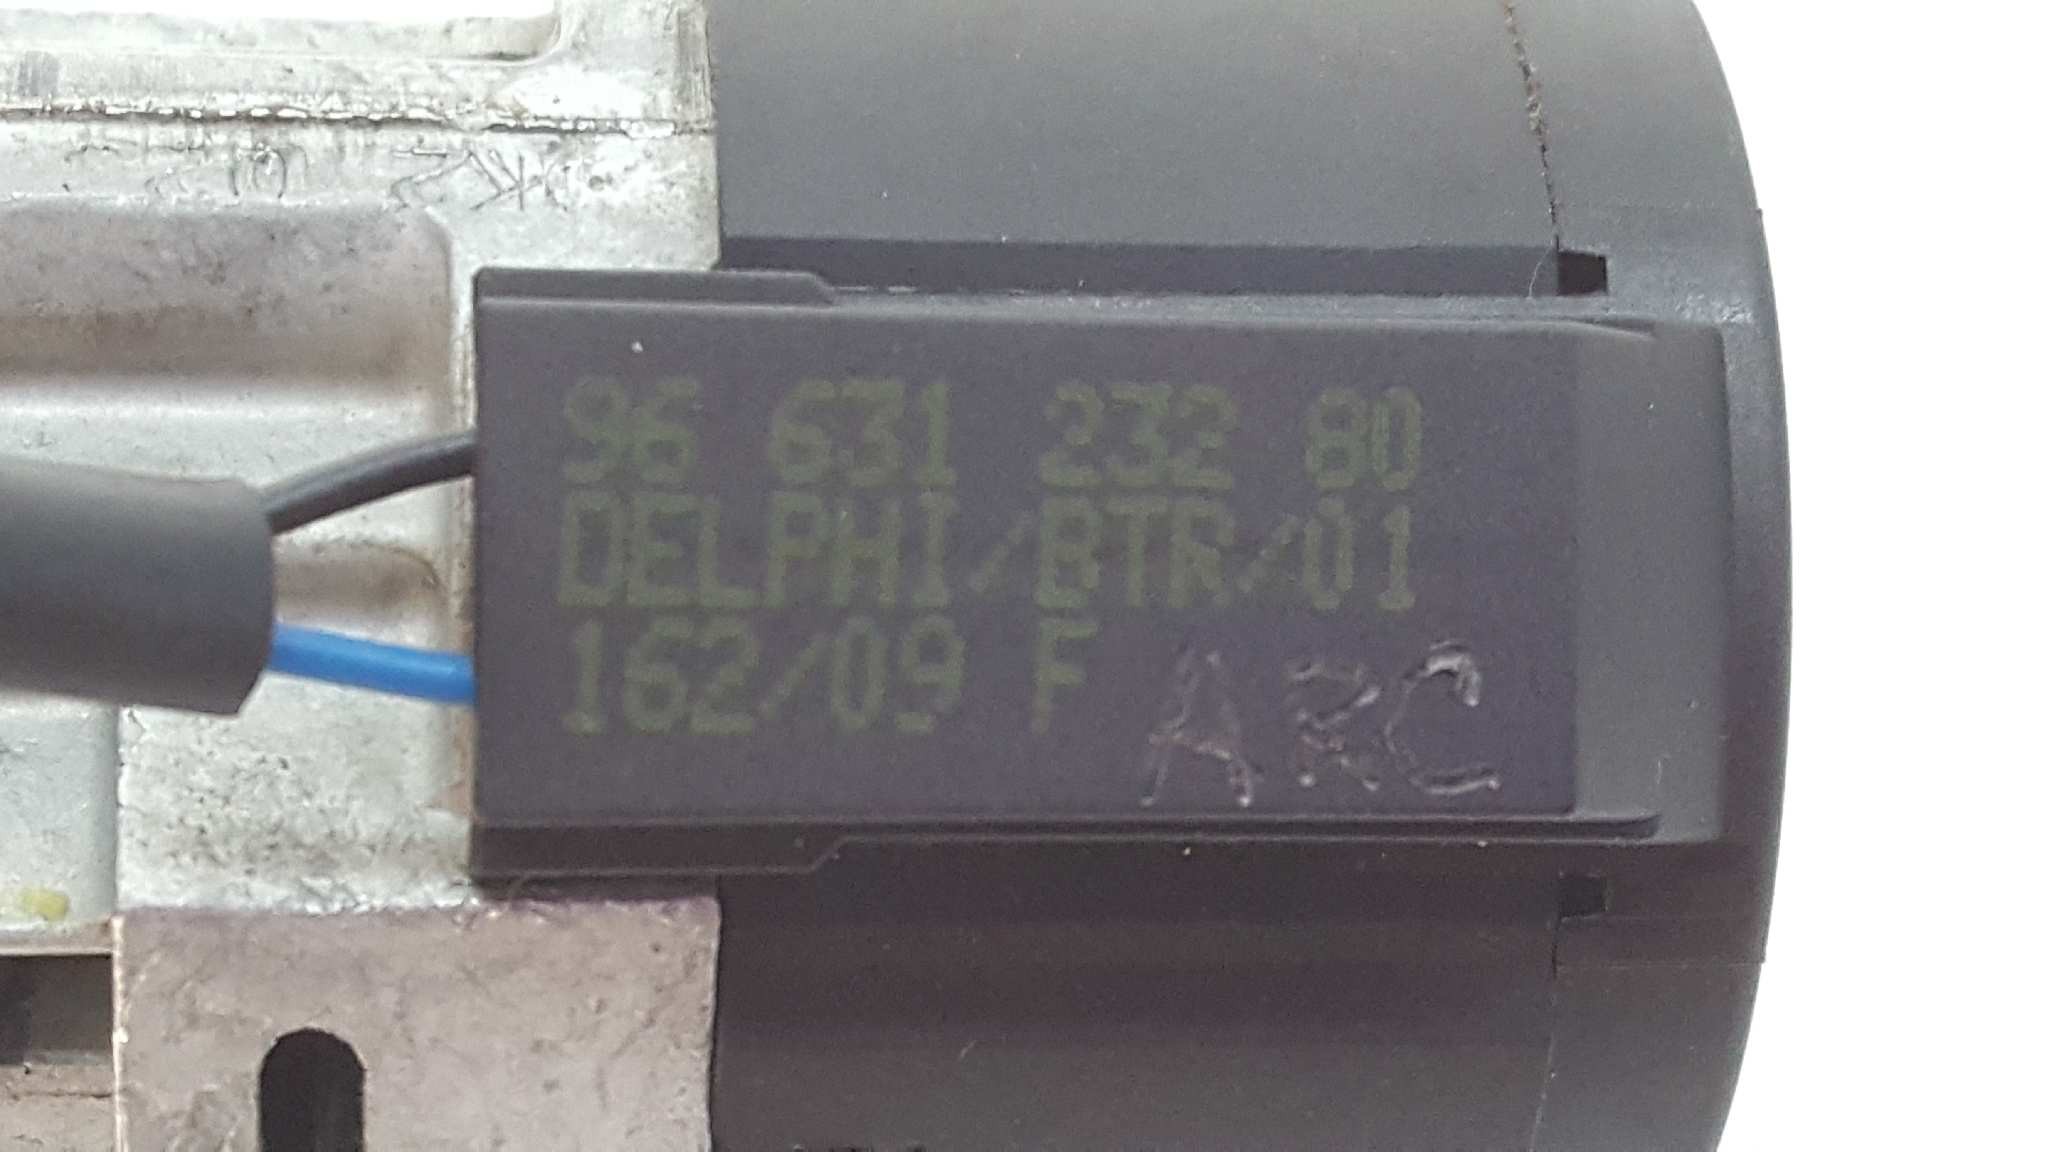 96 631 232 80
DELPHI/BTR/01
162/09 F
ARC